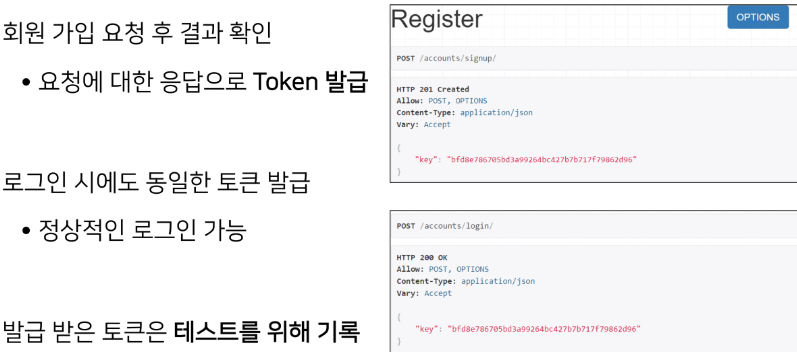 회원 가입 요청 후 결과 확인
• 요청에 대한 응답으로 Token 발급
로그인 시에도 동일한 토큰 발급
• 정상적인 로그인 가능
발급 받은 토큰은 테스트를 위해 기록
Register
OPTIONS
POST /accounts/signup/
HTTP 201 Created
Allow: POST, OPTIONS
Content-Type: application/json
Vary: Accept
{
"key": "bfd8e786705bd3a99264bc427b7b717f79862d96"
}
POST /accounts/login/
HTTP 200 OK
Allow: POST, OPTIONS
Content-Type: application/json
Vary: Accept
{
"key": "bfd8e786705bd3a99264bc427b7b717f79862d96"
}